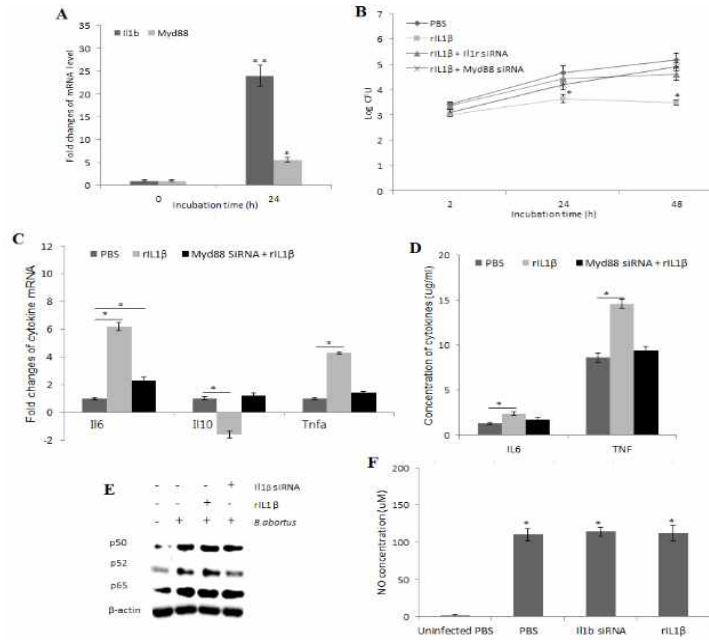 A
Il1b
Myd88
Fold changes of mRNA level
40
35
30
25
20
15
10
5
0
**
*
0
24
Incubation time (h)
B
PBS
rIL1β
rIL1β + Il1r siRNA
rIL1β + Myd88 siRNA
Log CFU
7
6
5
4
3
2
1
0
*
*
2
24
48
Incubation time (h)
C
PBS
rIL1β
Myd88 SiRNA + rIL1β
Fold changes of cytokine mRNA
12
10
8
6
4
2
0
-2
*
*
*
*
Il6
Il10
Tnfa
D
PBS
rIL1β
Myd88 siRNA + rIL1β
Concentration of cytokines (ug/ml)
20
15
10
5
0
*
*
IL6
TNF
E
- - - + Il1β siRNA
- - + - rIL1β
- + + + B.abortus
p50
p52
p65
β-actin
F
NO concentration (uM)
200
150
100
50
0
*
*
*
Uninfected PBS
PBS
Il1b siRNA
rIL1β